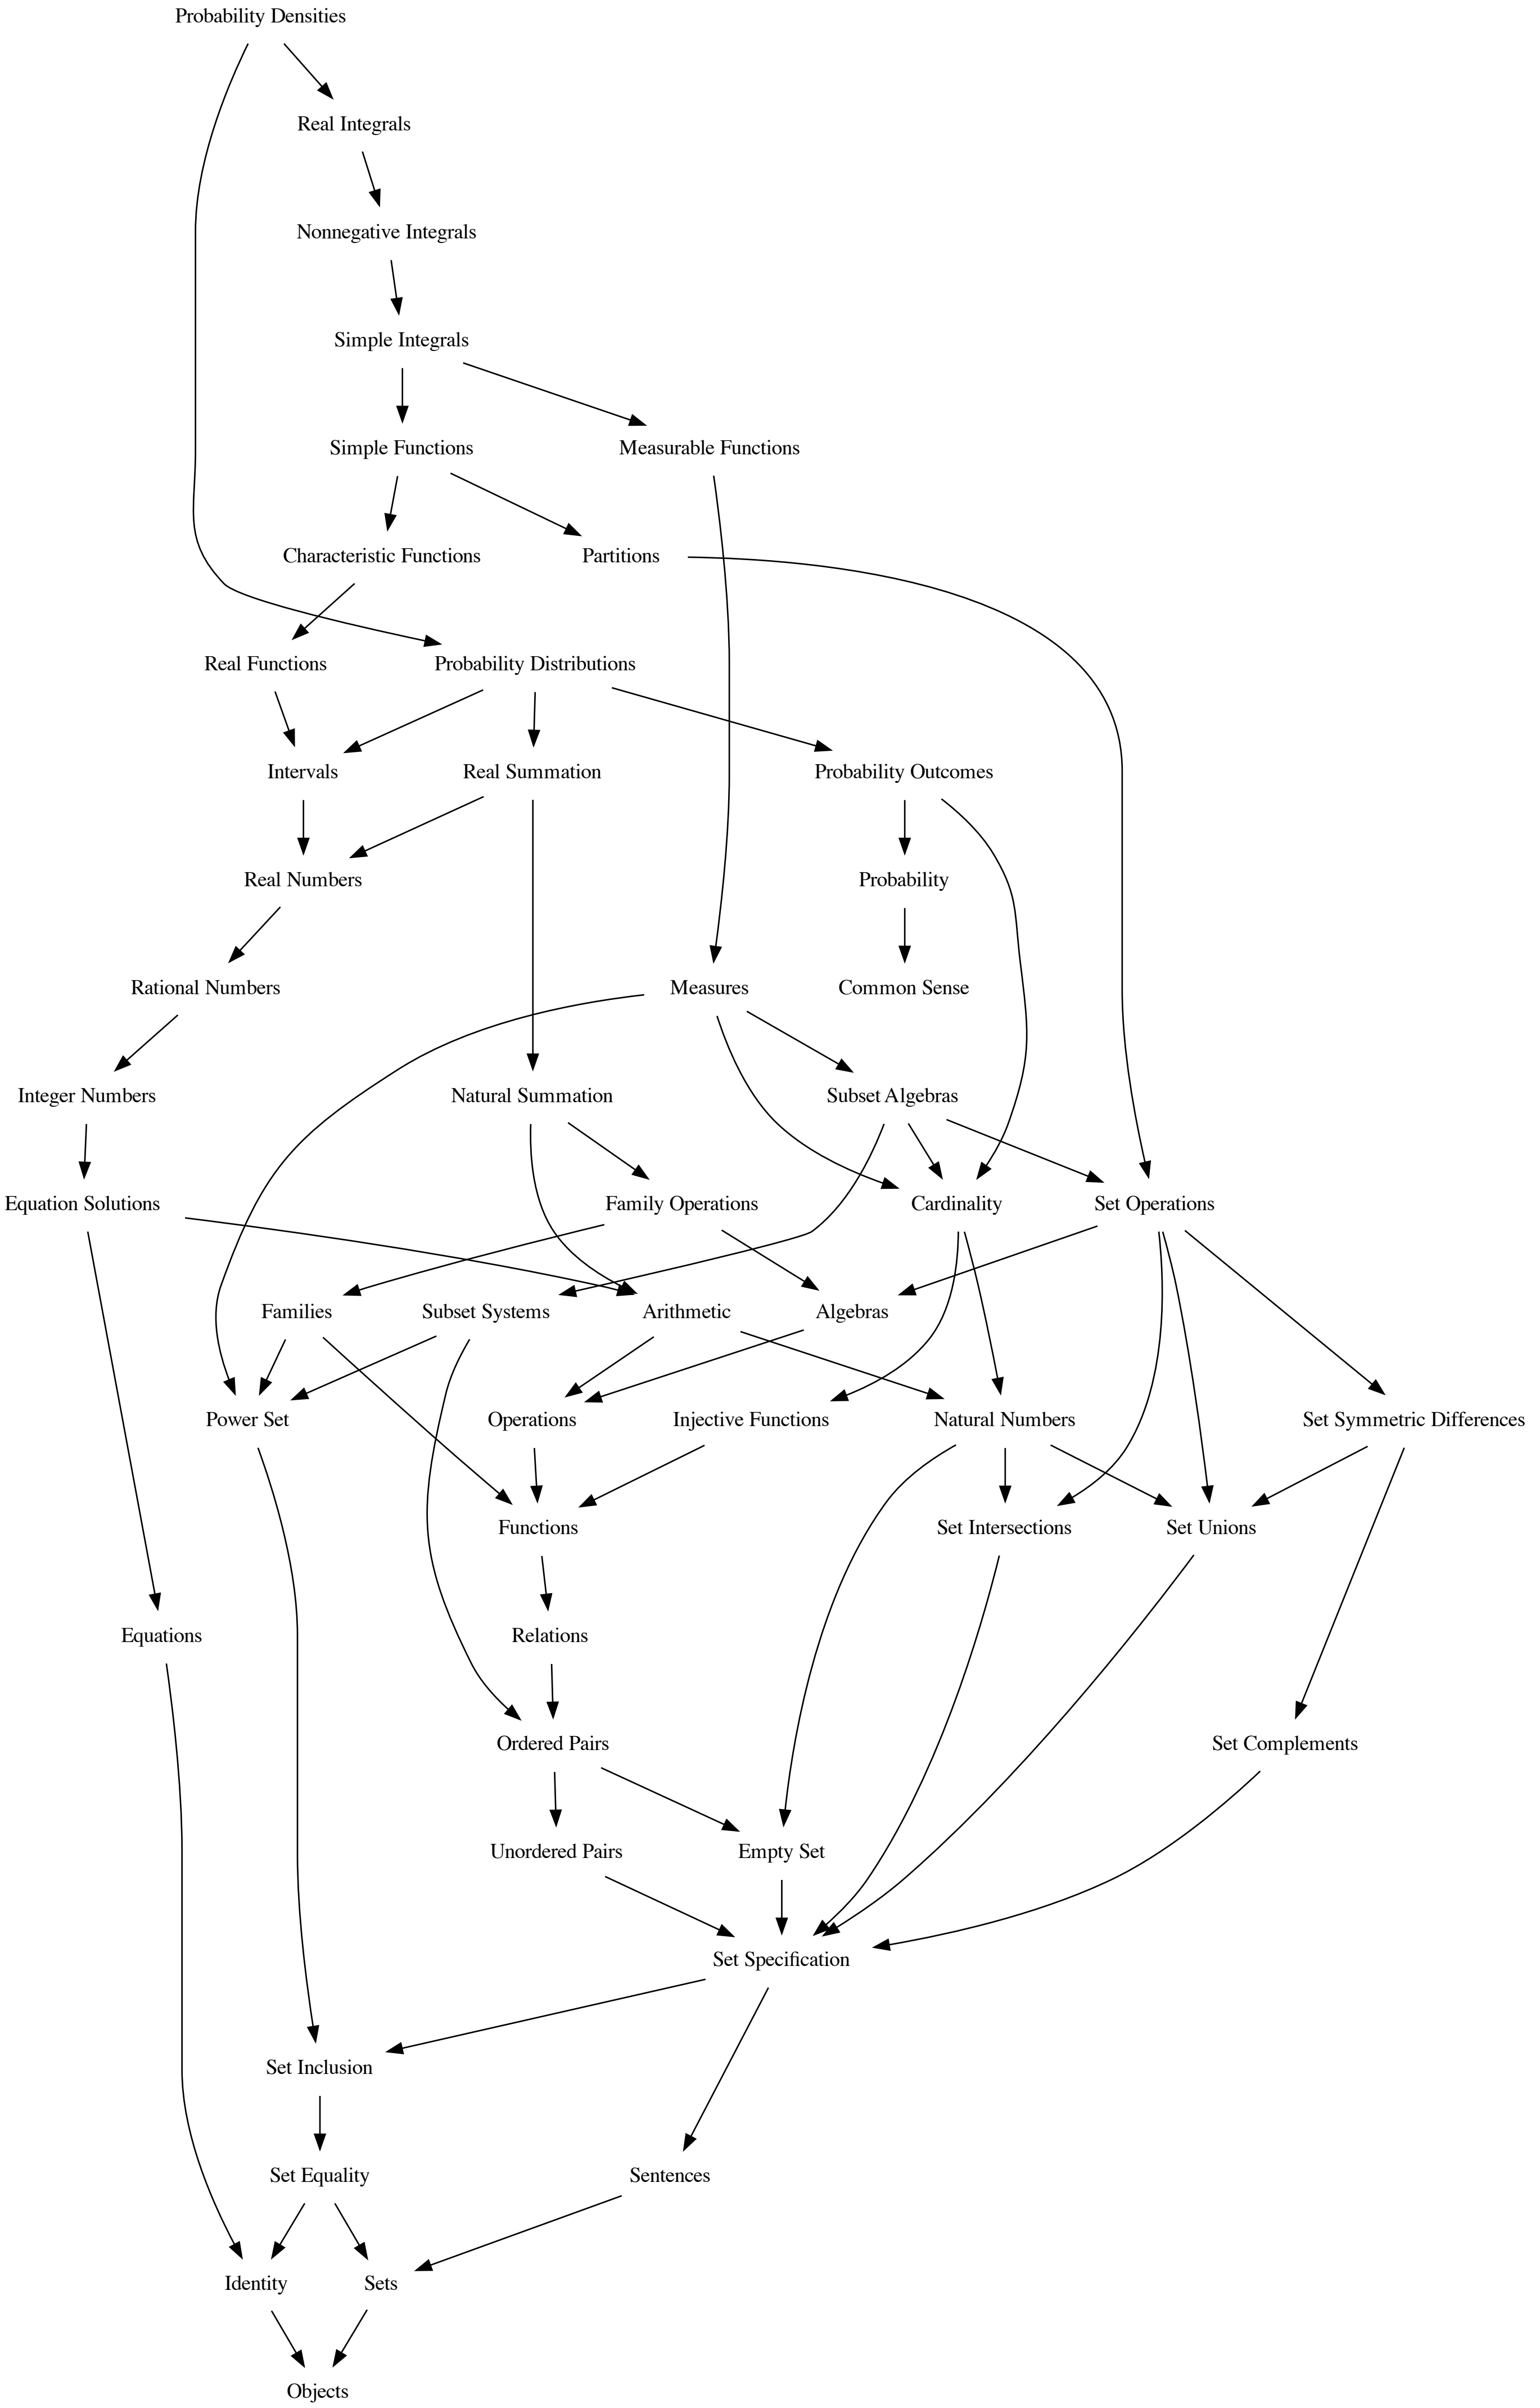 Probability Densities
Real Integrals
Nonnegative Integrals
Simple Integrals
Simple Functions
Measurable Functions
Characteristic Functions
Partitions
Real Functions
Probability Distributions
Intervals
Real Summation
Probability Outcomes
Real Numbers
Probability
Rational Numbers
Measures
Common Sense
Integer Numbers
Natural Summation
Subset Algebras
Equation Solutions
Family Operations
Cardinality
Set Operations
Families
Subset Systems
Arithmetic
Algebras
Power Set
Operations
Injective Functions
Natural Numbers
Set Symmetric Differences
Functions
Set Intersections
Set Unions
Equations
Relations
Ordered Pairs
Set Complements
Unordered Pairs
Empty Set
Set Specification
Set Inclusion
Set Equality
Sentences
Identity
Sets
Objects